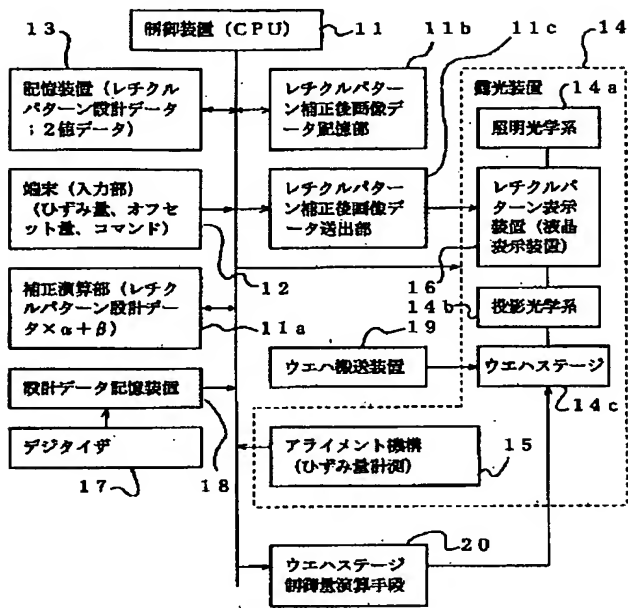 制御装置（CPU）
11
13
記憶装置（レチクル
パターン設計データ
；2値データ）
11b
レチクルパター
ン補正後画像デ
ータ記憶部
11c
14
露光装置
14a
照明光学系
端末（入力部）
（ひずみ量、オフセ
ット量、コマンド）
12
レチクルパター
ン補正後画像デ
ータ送出部
レチクルパタ
ーン表示
装置（液晶
表示装置）
16
補正演算部（レチク
ルパターン設計デー
タ×α＋β）
11a
14b
投影光学系
19
ウエハ搬送装置
ウエハステージ
14c
設計データ記憶装置
18
デジタイザ
17
アライメント機構
（ひずみ量計測）
15
20
ウエハステージ
制御量演算手段